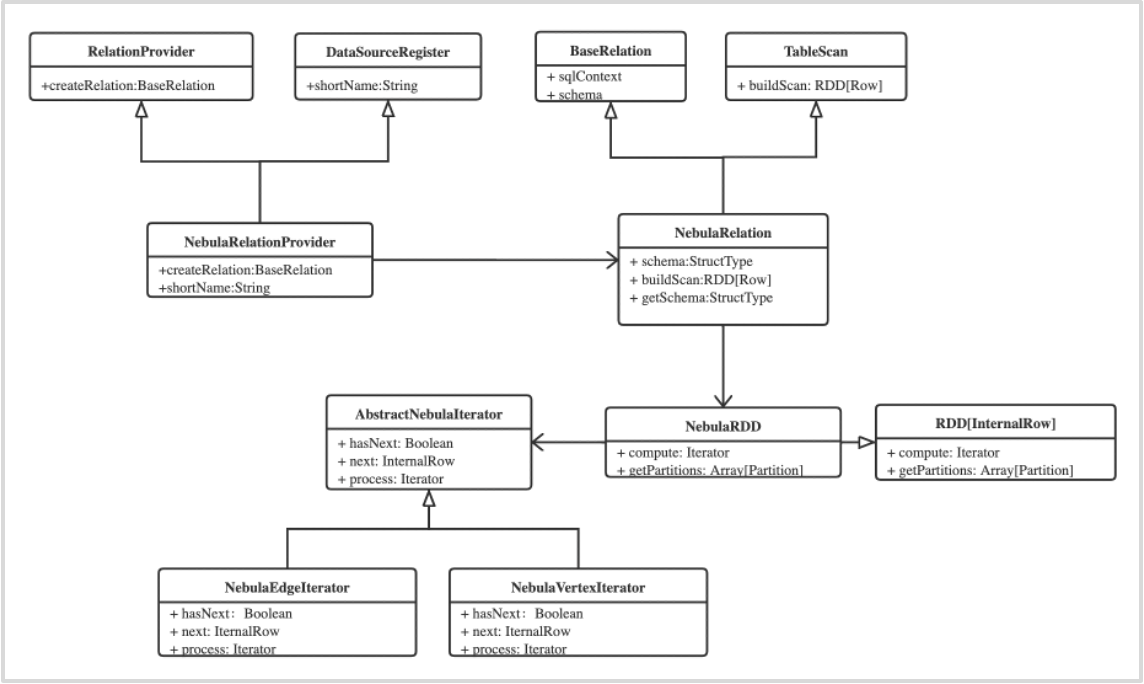 RelationProvider
+createRelation:BaseRelation
DataSourceRegister
+shortName:String
BaseRelation
+ sqlContext
+ schema
TableScan
+ buildScan: RDD[Row]
NebulaRelationProvider
+createRelation:BaseRelation
+shortName:String
NebulaRelation
+ schema:StructType
+ buildScan:RDD[Row]
+ getSchema:StructType
AbstractNebulaIterator
+ hasNext: Boolean
+ next: InternalRow
+ process: Iterator
NebulaRDD
+ compute: Iterator
+ getPartitions: Array[Partition]
RDD[InternalRow]
+ compute: Iterator
+ getPartitions: Array[Partition]
NebulaEdgeIterator
+ hasNext： Boolean
+ next: IternalRow
+ process: Iterator
NebulaVertexIterator
+ hasNext： Boolean
+ next: IternalRow
+ process: Iterator